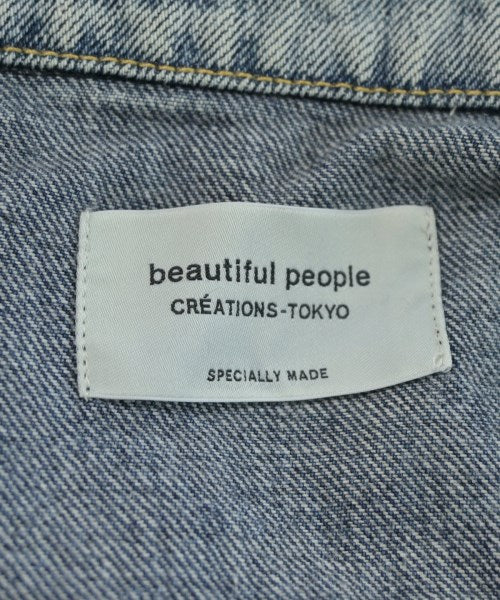 beautiful people
CRÉATIONS-TOKYO
SPECIALLY MADE